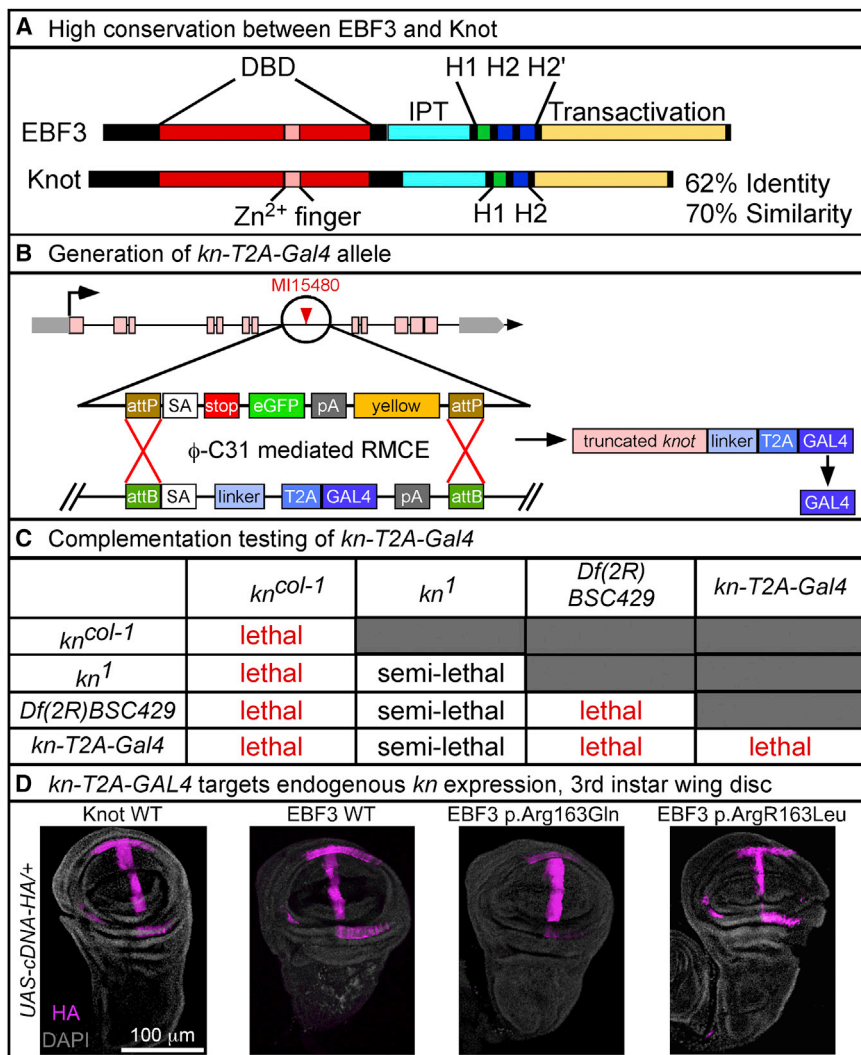 A High conservation between EBF3 and Knot
DBD
H1 H2 H2'
IPT
Transactivation
EBF3
Knot
62% Identity
Zn2+ finger
H1 H2
70% Similarity
B Generation of kn-T2A-Gal4 allele
MI15480
attP SA stop eGFP pA yellow attP
ϕ-C31 mediated RMCE
truncated knot linker T2A GAL4
attB SA linker T2A GAL4 pA attB
GAL4
C Complementation testing of kn-T2A-Gal4
kncol-1 kn1 Df(2R) BSC429 kn-T2A-Gal4
kncol-1 lethal
kn1 lethal semi-lethal
Df(2R)BSC429 lethal semi-lethal lethal
kn-T2A-Gal4 lethal semi-lethal lethal lethal
D kn-T2A-GAL4 targets endogenous kn expression, 3rd instar wing disc
Knot WT EBF3 WT EBF3 p.Arg163Gln EBF3 p.ArgR163Leu
UAS-cDNA-HA/+
HA
DAPI
100 μm